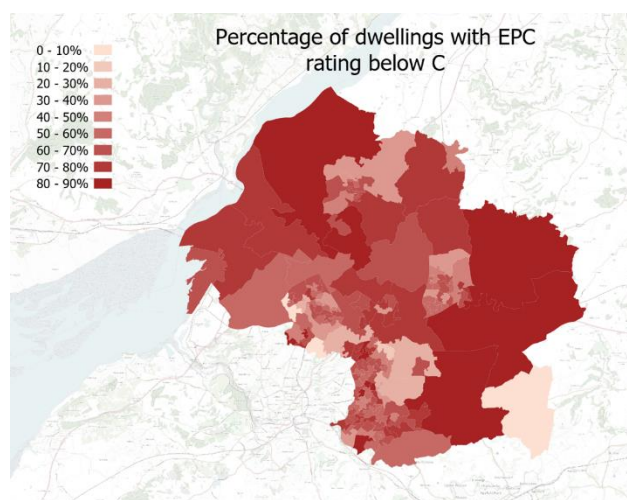 Percentage of dwellings with EPC
rating below C
0 - 10%
10 - 20%
20 - 30%
30 - 40%
40 - 50%
50 - 60%
60 - 70%
70 - 80%
80 - 90%